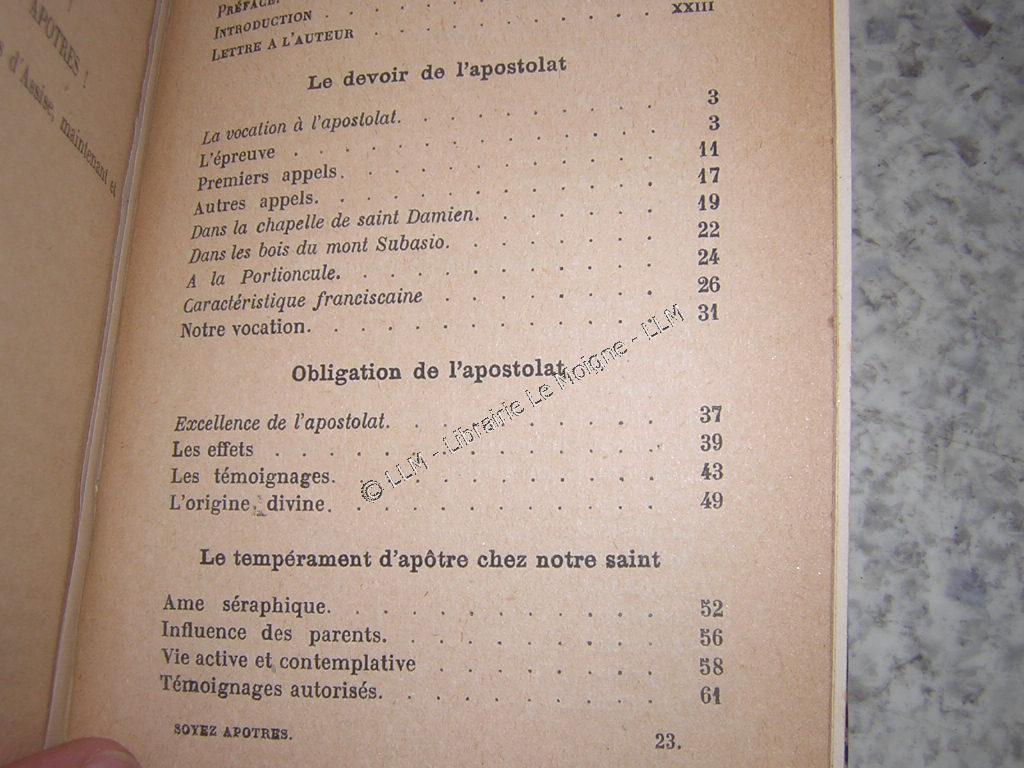 APOTRES !
d'Assise, maintenant et
PRÉFACE.
INTRODUCTION . . . . . . . . . . XXIII
LETTRE A L'AUTEUR . . . . . . . . .
Le devoir de l'apostolat
La vocation à l'apostolat. . . . . . . . . 3
L'épreuve . . . . . . . . . . . . 3
Premiers appels. . . . . . . . . . . 11
Autres appels. . . . . . . . . . . . 17
Dans la chapelle de saint Damien. . . . . . . 19
Dans les bois du mont Subasio. . . . . . . . 22
A la Portioncule. . . . . . . . . . . 24
Caractéristique franciscaine . . . . . . . . 26
Notre vocation. . . . . . . . . . . . 31
Obligation de l'apostolat
Excellence de l'apostolat. . . . . . . . . . 37
Les effets . . . . . . . . . . . . . 39
Les témoignages. . . . . . . . . . . . 43
L'origine divine. . . . . . . . . . . . 49
Le tempérament d'apôtre chez notre saint
Ame séraphique. . . . . . . . . . . . 52
Influence des parents. . . . . . . . . . 56
Vie active et contemplative . . . . . . . . 58
Témoignages autorisés. . . . . . . . . . 61
SOYEZ APOTRES. 23.
© LLM - Librairie Le Moigne - LLM